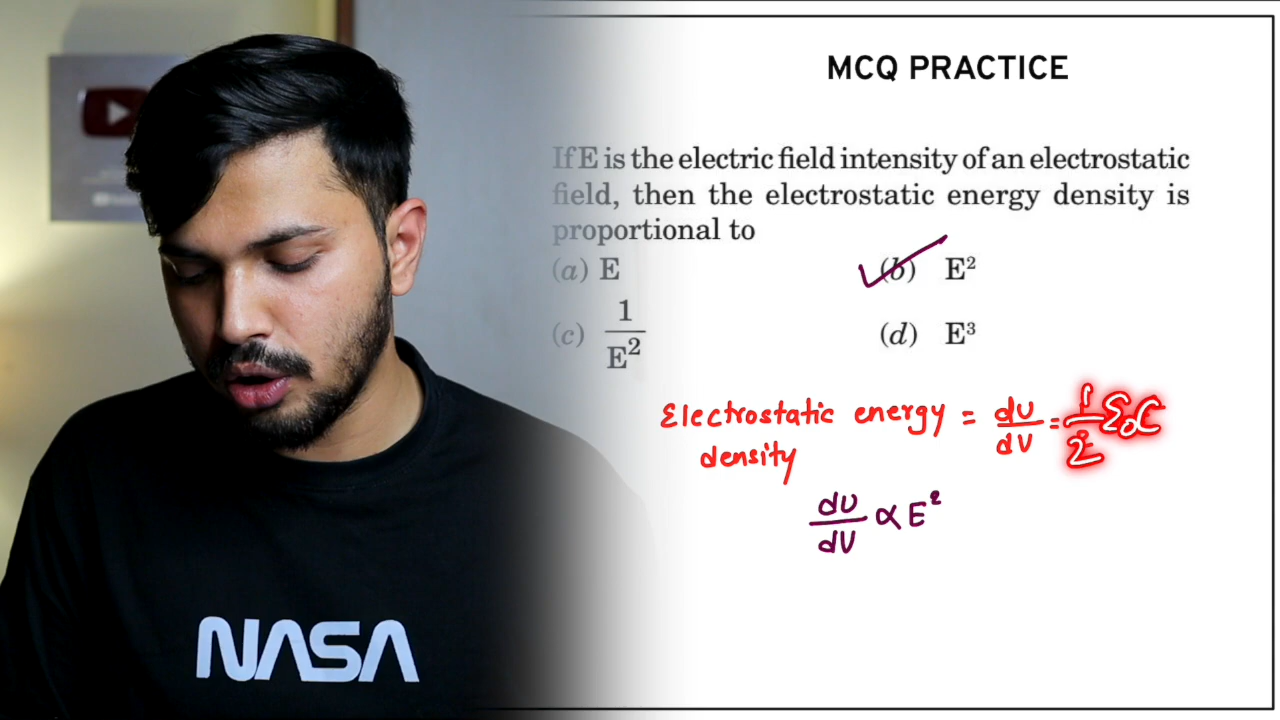 MCQ PRACTICE
If E is the electric field intensity of an electrostatic
field, then the electrostatic energy density is
proportional to
(a) E
(b) E²
(c) 1/E²
(d) E³
Electrostatic energy = dU/dV = 1/2 ε₀C
density
dU/dV ∝ E²
NASA